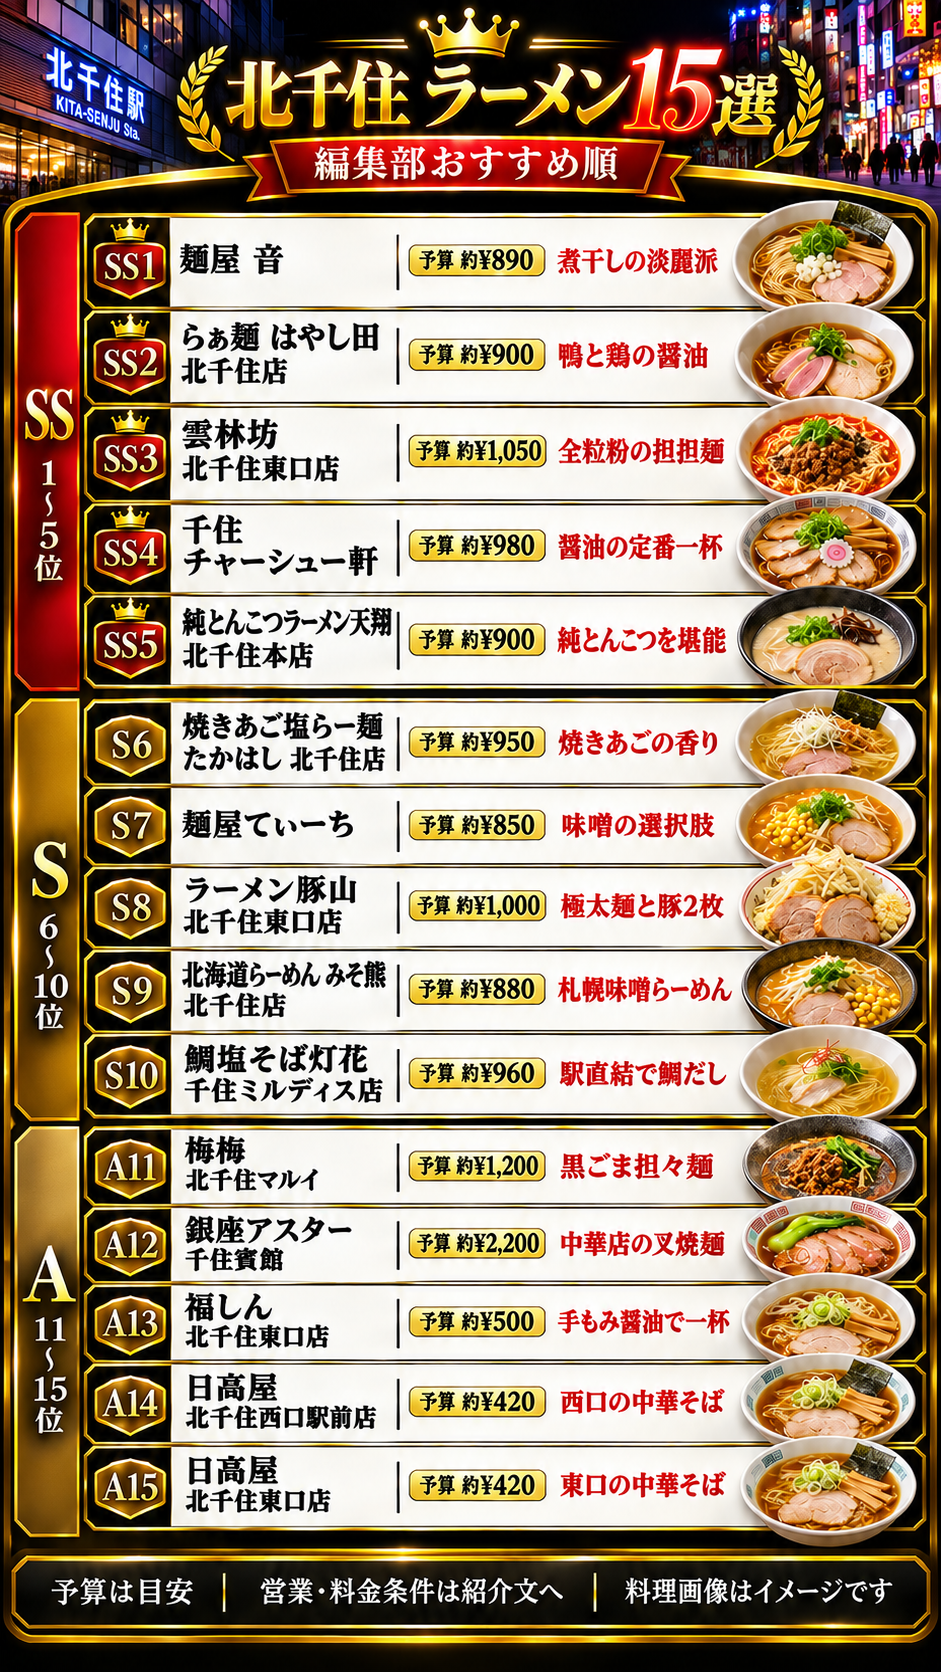 北千住駅
KITA-SENJU Sta.
北千住 ラーメン15選
編集部おすすめ順
SS
1〜5位
SS1
麺屋 音
予算 約¥890
煮干しの淡麗派
SS2
らぁ麺 はやし田
北千住店
予算 約¥900
鴨と鶏の醤油
SS3
雲林坊
北千住東口店
予算 約¥1,050
全粒粉の担担麺
SS4
千住
チャーシュー軒
予算 約¥980
醤油の定番一杯
SS5
純とんこつラーメン天翔
北千住本店
予算 約¥900
純とんこつを堪能
S
6〜10位
S6
焼きあご塩らー麺
たかはし 北千住店
予算 約¥950
焼きあごの香り
S7
麺屋てぃーち
予算 約¥850
味噌の選択肢
S8
ラーメン豚山
北千住東口店
予算 約¥1,000
極太麺と豚2枚
S9
北海道らーめん みそ熊
北千住店
予算 約¥880
札幌味噌らーめん
S10
鯛塩そば灯花
千住ミルディス店
予算 約¥960
駅直結で鯛だし
A
11〜15位
A11
梅梅
北千住マルイ
予算 約¥1,200
黒ごま担々麺
A12
銀座アスター
千住賓館
予算 約¥2,200
中華店の叉焼麺
A13
福しん
北千住東口店
予算 約¥500
手もみ醤油で一杯
A14
日高屋
北千住西口駅前店
予算 約¥420
西口の中華そば
A15
日高屋
北千住東口店
予算 約¥420
東口の中華そば
予算は目安
営業・料金条件は紹介文へ
料理画像はイメージです